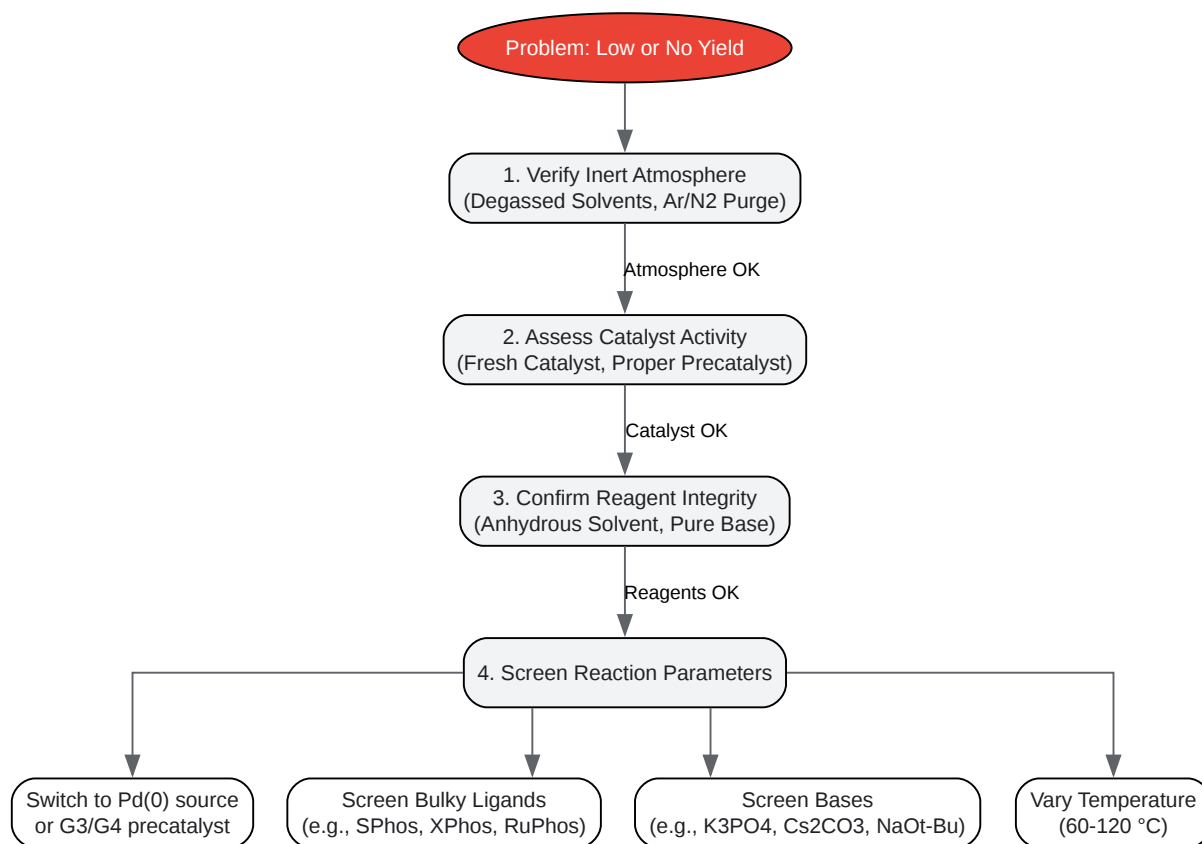 Problem: Low or No Yield
1. Verify Inert Atmosphere
(Degassed Solvents, Ar/N2 Purge)
Atmosphere OK
2. Assess Catalyst Activity
(Fresh Catalyst, Proper Precatalyst)
Catalyst OK
3. Confirm Reagent Integrity
(Anhydrous Solvent, Pure Base)
Reagents OK
4. Screen Reaction Parameters
Switch to Pd(0) source
or G3/G4 precatalyst
Screen Bulky Ligands
(e.g., SPhos, XPhos, RuPhos)
Screen Bases
(e.g., K3PO4, Cs2CO3, NaOt-Bu)
Vary Temperature
(60-120 °C)